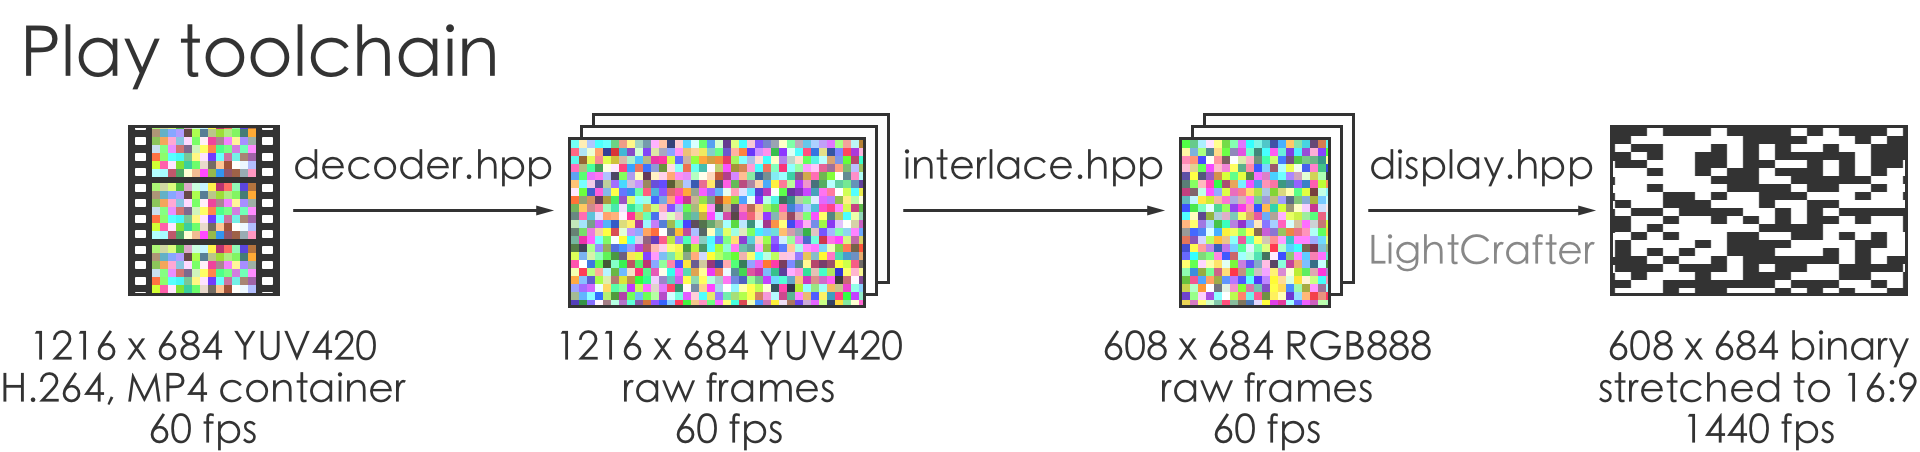 Play toolchain
decoder.hpp
interlace.hpp
display.hpp
LightCrafter
1216 x 684 YUV420
H.264, MP4 container
60 fps
1216 x 684 YUV420
raw frames
60 fps
608 x 684 RGB888
raw frames
60 fps
608 x 684 binary
stretched to 16:9
1440 fps